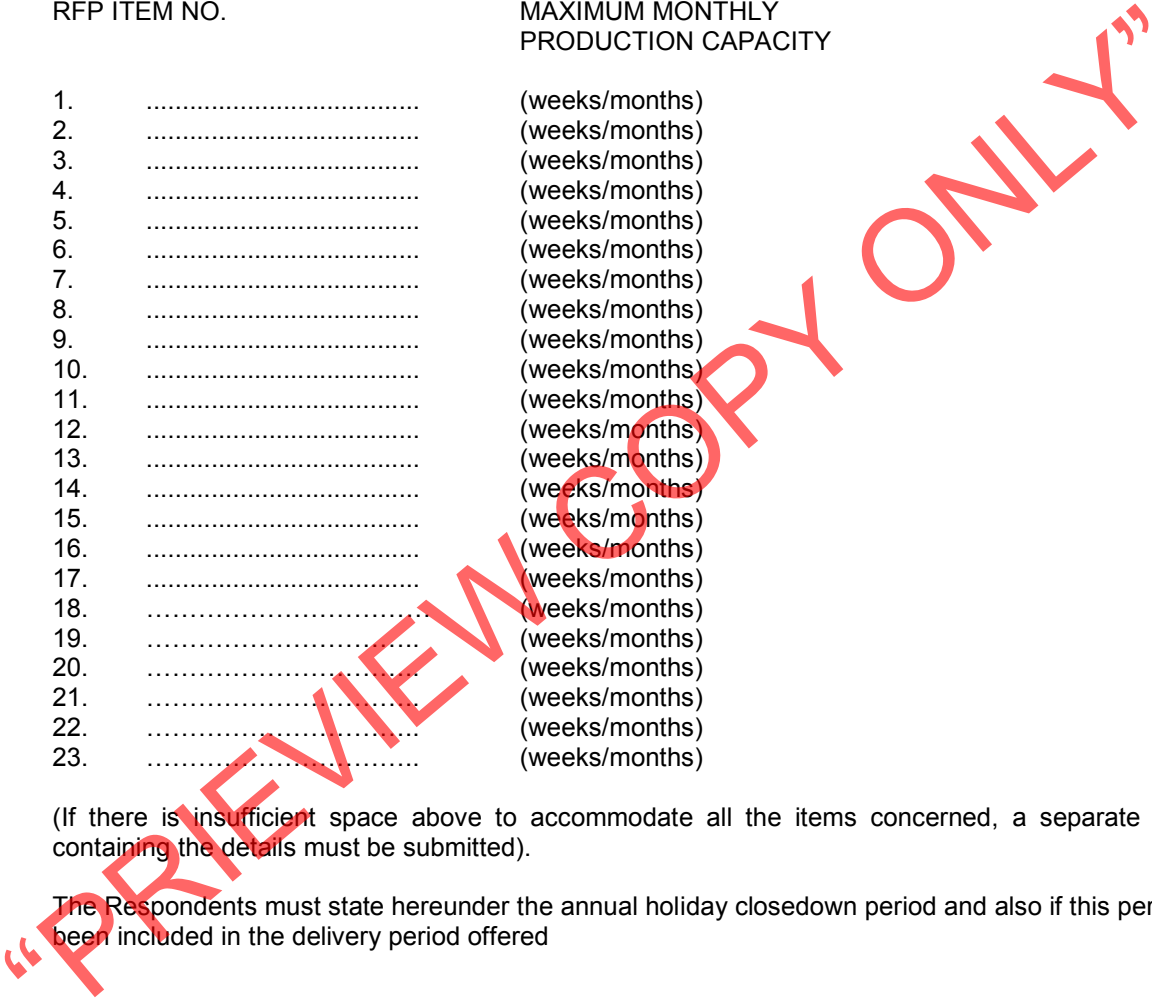 RFP ITEM NO. MAXIMUM MONTHLY
PRODUCTION CAPACITY
1. ...................................... (weeks/months)
2. ...................................... (weeks/months)
3. ...................................... (weeks/months)
4. ...................................... (weeks/months)
5. ...................................... (weeks/months)
6. ...................................... (weeks/months)
7. ...................................... (weeks/months)
8. ...................................... (weeks/months)
9. ...................................... (weeks/months)
10. ...................................... (weeks/months)
11. ...................................... (weeks/months)
12. ...................................... (weeks/months)
13. ...................................... (weeks/months)
14. ...................................... (weeks/months)
15. ...................................... (weeks/months)
16. ...................................... (weeks/months)
17. ...................................... (weeks/months)
18. …………………………… (weeks/months)
19. ………………………….. (weeks/months)
20. ………………………….. (weeks/months)
21. ………………………….. (weeks/months)
22. …………………………. (weeks/months)
23. …………………………. (weeks/months)
(If there is insufficient space above to accommodate all the items concerned, a separate
containing the details must be submitted).
The Respondents must state hereunder the annual holiday closedown period and also if this per
been included in the delivery period offered
“PRIEVIEW COPY ONLY”